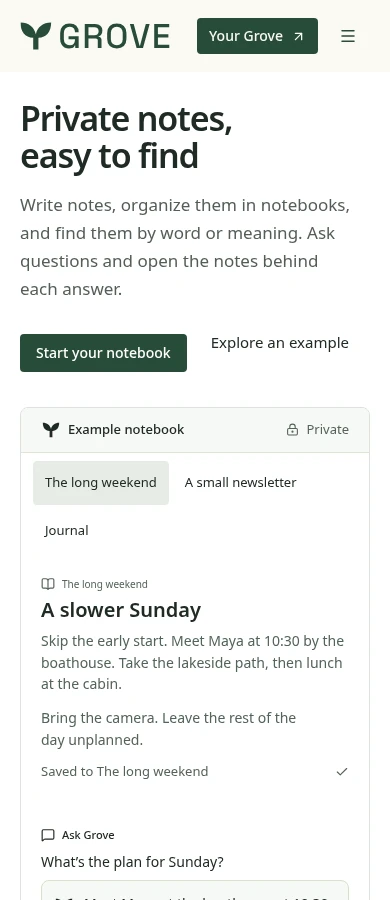 GROVE
Your Grove
Private notes,
easy to find
Write notes, organize them in notebooks,
and find them by word or meaning. Ask
questions and open the notes behind
each answer.
Start your notebook
Explore an example
Example notebook
Private
The long weekend
A small newsletter
Journal
The long weekend
A slower Sunday
Skip the early start. Meet Maya at 10:30 by the
boathouse. Take the lakeside path, then lunch
at the cabin.
Bring the camera. Leave the rest of the
day unplanned.
Saved to The long weekend
Ask Grove
What’s the plan for Sunday?